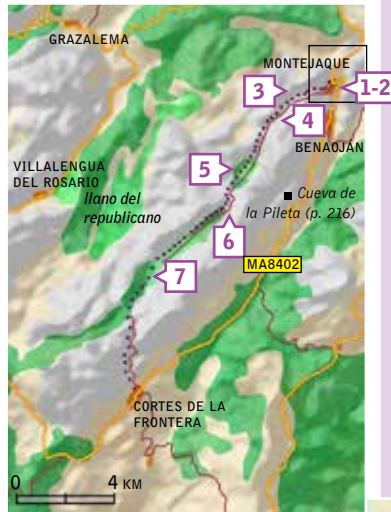 GRAZALEMA
MONTEJAQUE
3
1-2
4
BENAOJÁN
5
VILLALENGUA
DEL ROSARIO
llano del
republicano
Cueva de
la Pileta (p. 216)
6
MA8402
7
CORTES DE LA
FRONTERA
0 4 KM